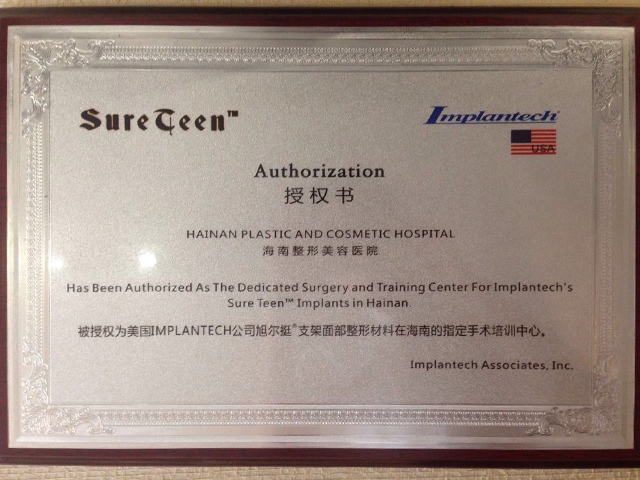 SureTeen™
Implantech®
USA
Authorization
授权书
HAINAN PLASTIC AND COSMETIC HOSPITAL
海南整形美容医院
Has Been Authorized As The Dedicated Surgery and Training Center For Implantech's
Sure Teen™ Implants in Hainan.
被授权为美国IMPLANTECH公司旭尔挺®支架面部整形材料在海南的指定手术培训中心。
Implantech Associates, Inc.